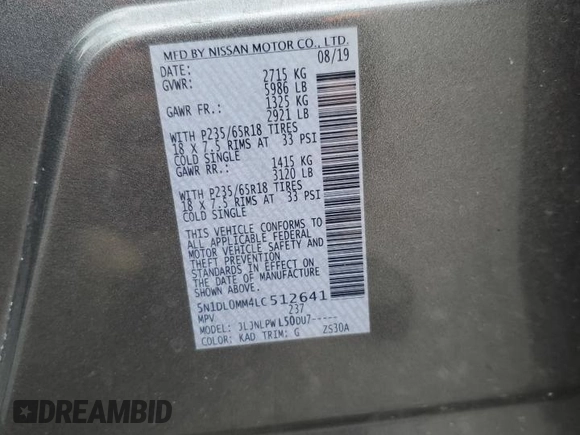 MFD BY NISSAN MOTOR CO., LTD.
DATE: 08/19
GVWR: 2715 KG
5986 LB
GAWR FR.: 1325 KG
2921 LB
WITH P235/65R18 TIRES
18 X 7.5 RIMS AT 33 PSI
COLD SINGLE
GAWR RR.: 1415 KG
3120 LB
WITH P235/65R18 TIRES
18 X 7.5 RIMS AT 33 PSI
COLD SINGLE
THIS VEHICLE CONFORMS TO
ALL APPLICABLE FEDERAL
MOTOR VEHICLE SAFETY AND
THEFT PREVENTION
STANDARDS IN EFFECT ON
THE DATE OF MANUFACTURE
SHOWN ABOVE.
5N1DL0MM4LC512641
MPV 237
MODEL: JLJNLPWL50UU7-----
COLOR: KAD TRIM: G 2S30A
DREAMBID